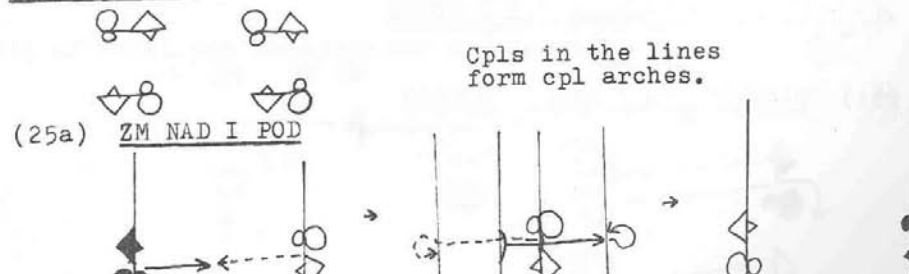 Cpls in the lines
form cpl arches.
(25a) ZM NAD I POD